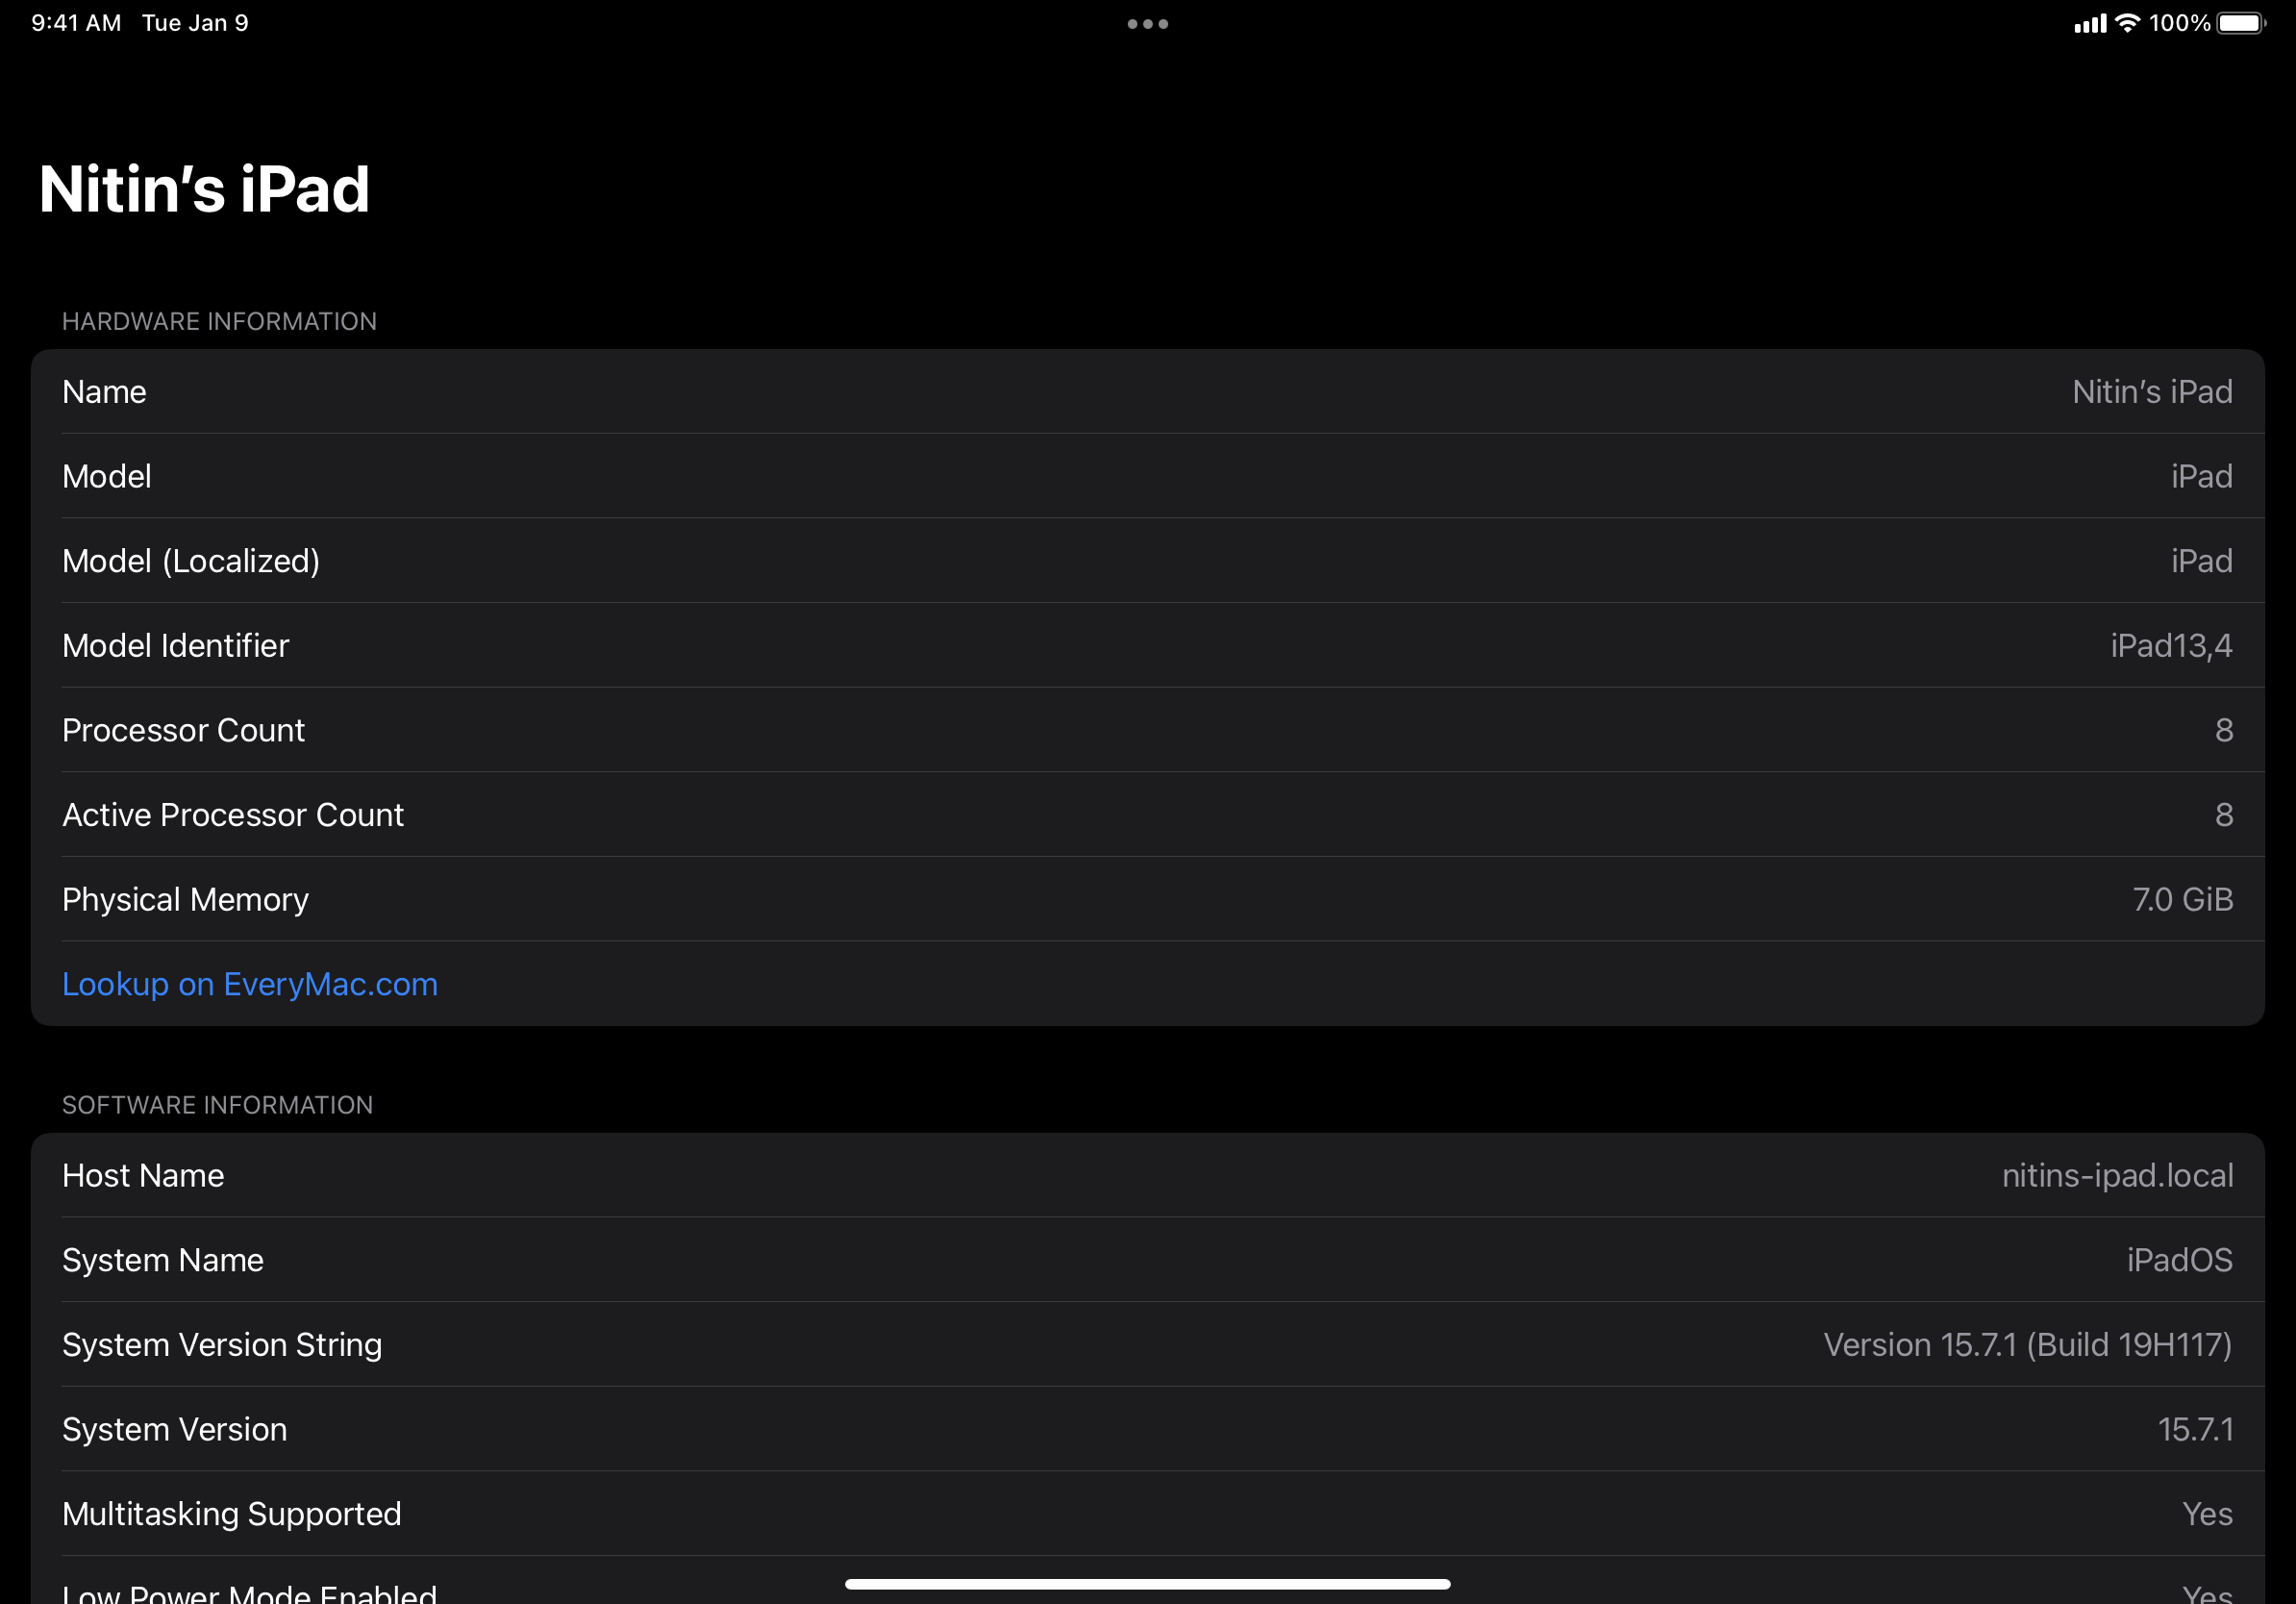 9:41 AM Tue Jan 9 100%
Nitin’s iPad
HARDWARE INFORMATION
Name Nitin’s iPad
Model iPad
Model (Localized) iPad
Model Identifier iPad13,4
Processor Count 8
Active Processor Count 8
Physical Memory 7.0 GiB
Lookup on EveryMac.com
SOFTWARE INFORMATION
Host Name nitins-ipad.local
System Name iPadOS
System Version String Version 15.7.1 (Build 19H117)
System Version 15.7.1
Multitasking Supported Yes
Low Power Mode Enabled Yes